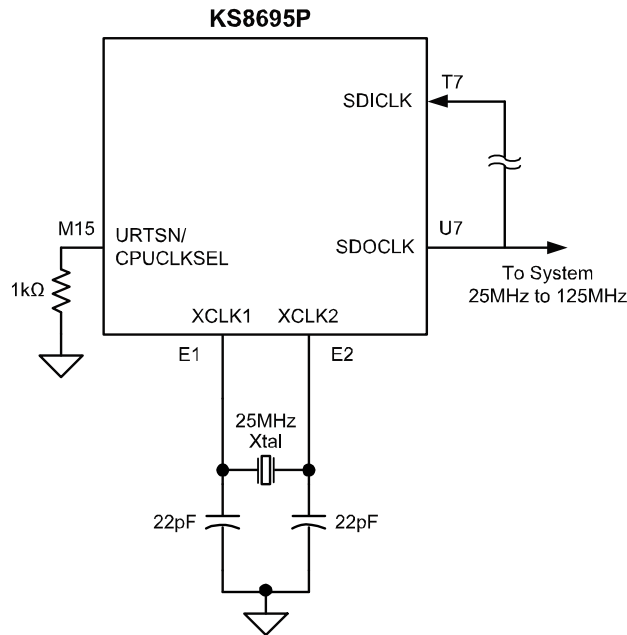 KS8695P
T7
SDICLK
M15
URTSN/
CPUCLKSEL
U7
SDOCLK
To System
25MHz to 125MHz
1kΩ
XCLK1
XCLK2
E1
E2
25MHz
Xtal
22pF
22pF